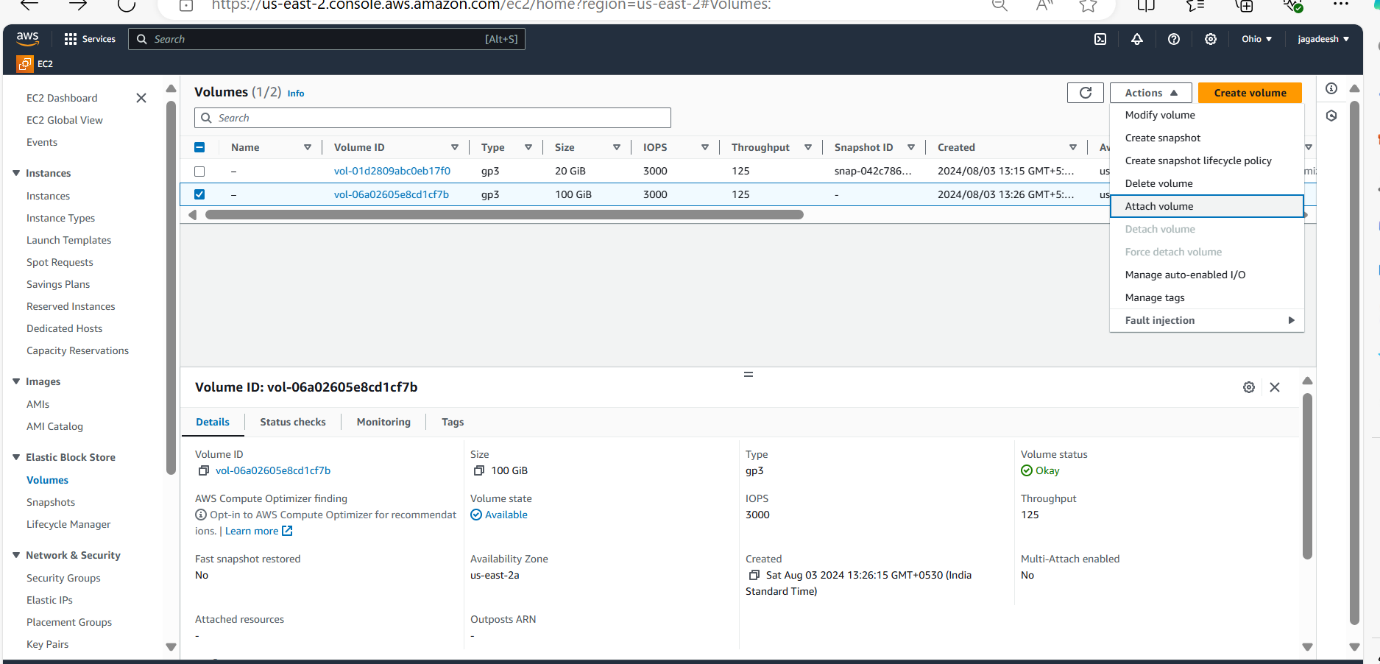 https://us-east-2.console.aws.amazon.com/ec2/home?region=us-east-2#Volumes:
aws Services Search [Alt+S] Ohio jagadeesh
EC2
EC2 Dashboard
EC2 Global View
Events
Instances
Instances
Instance Types
Launch Templates
Spot Requests
Savings Plans
Reserved Instances
Dedicated Hosts
Capacity Reservations
Images
AMIs
AMI Catalog
Elastic Block Store
Volumes
Snapshots
Lifecycle Manager
Network & Security
Security Groups
Elastic IPs
Placement Groups
Key Pairs
Volumes (1/2) Info
Actions
Create volume
Search
Name Volume ID Type Size IOPS Throughput Snapshot ID Created
– vol-01d2809abc0eb17f0 gp3 20 GiB 3000 125 snap-042c786... 2024/08/03 13:15 GMT+5:... us
– vol-06a02605e8cd1cf7b gp3 100 GiB 3000 125 - 2024/08/03 13:26 GMT+5:... us
Modify volume
Create snapshot
Create snapshot lifecycle policy
Delete volume
Attach volume
Detach volume
Force detach volume
Manage auto-enabled I/O
Manage tags
Fault injection
Volume ID: vol-06a02605e8cd1cf7b
Details Status checks Monitoring Tags
Volume ID
vol-06a02605e8cd1cf7b
Size
100 GiB
Type
gp3
Volume status
Okay
AWS Compute Optimizer finding
Opt-in to AWS Compute Optimizer for recommendat
ions. | Learn more
Volume state
Available
IOPS
3000
Throughput
125
Fast snapshot restored
No
Availability Zone
us-east-2a
Created
Sat Aug 03 2024 13:26:15 GMT+0530 (India
Standard Time)
Multi-Attach enabled
No
Attached resources
-
Outposts ARN
-